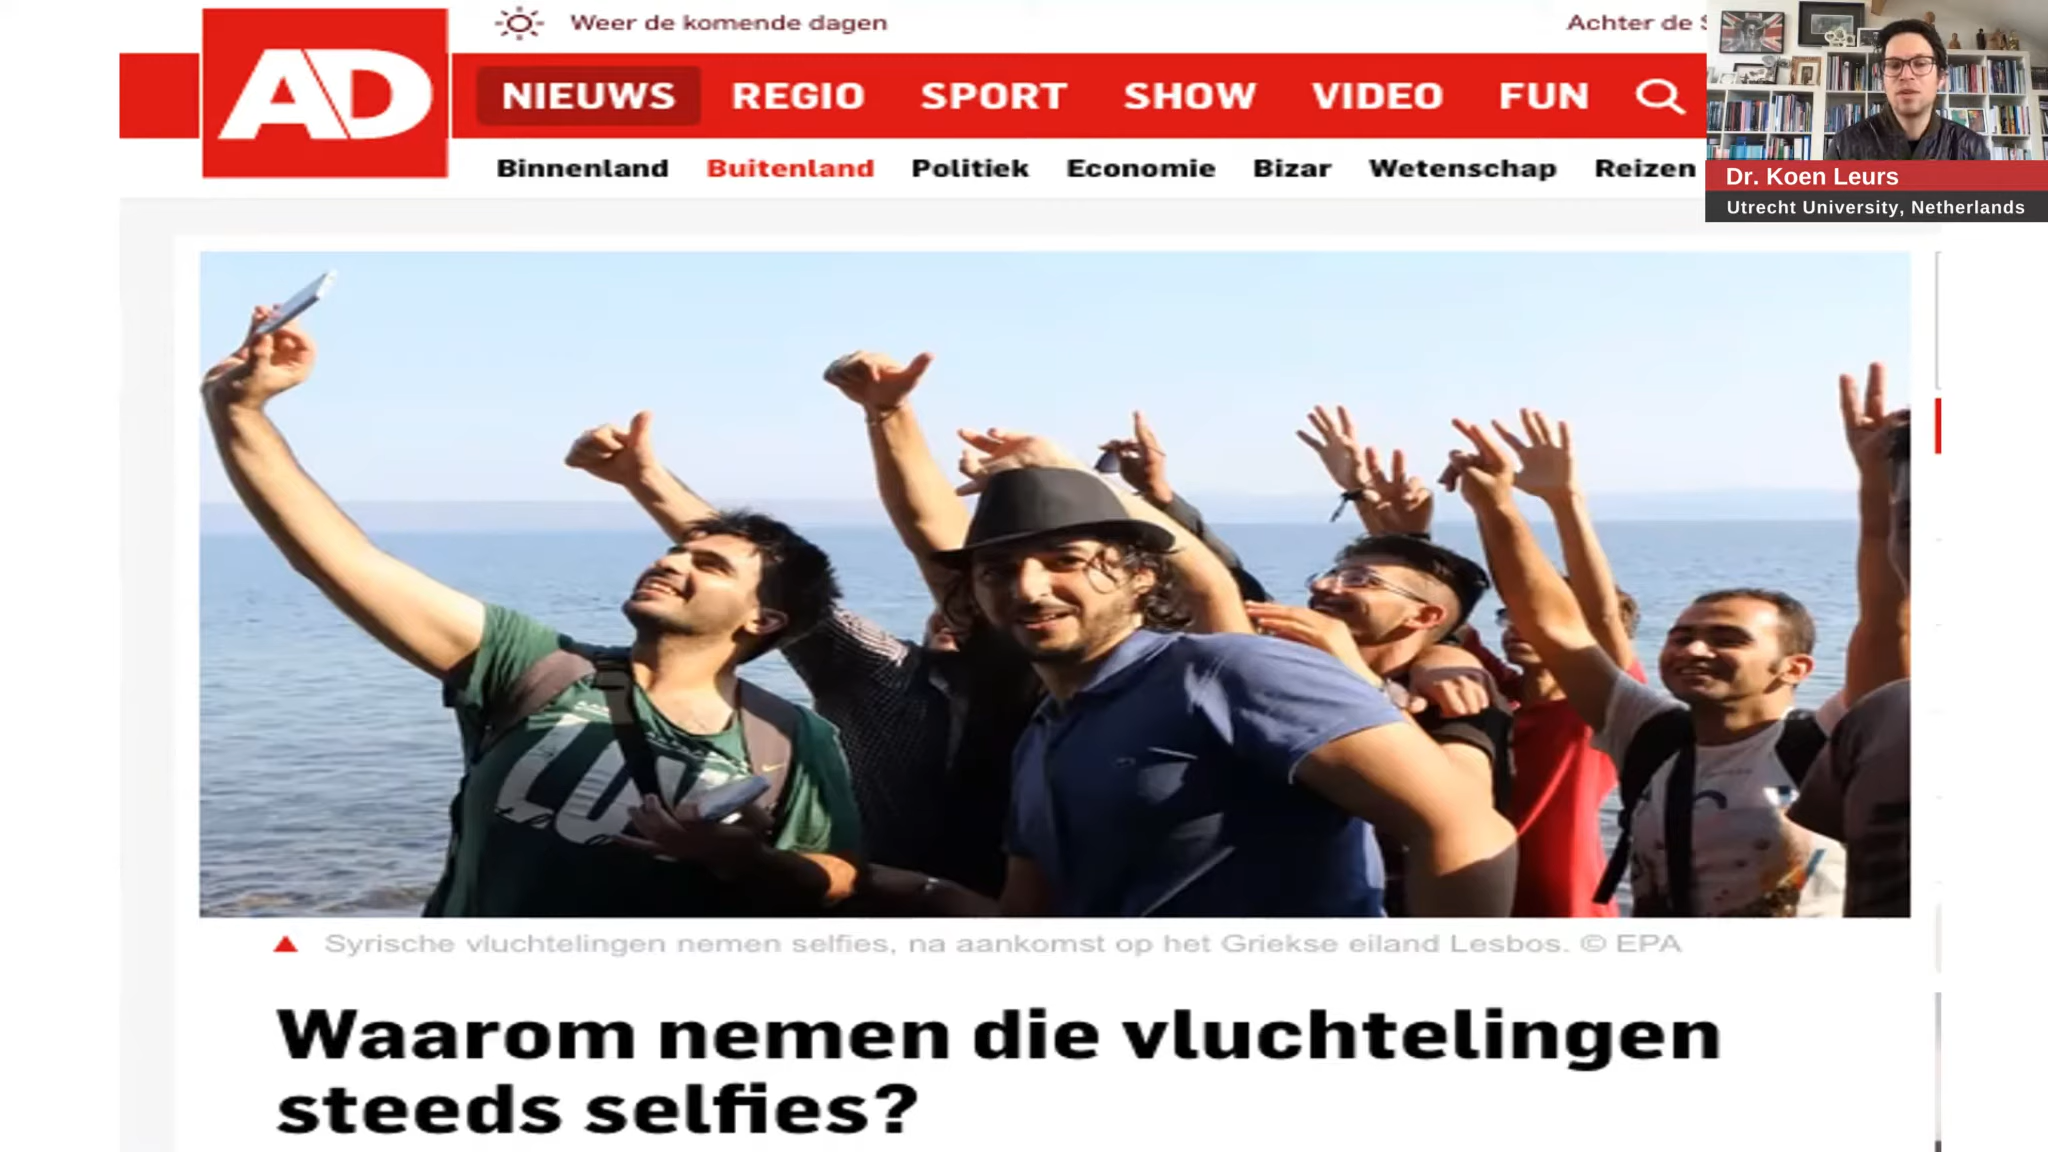 Weer de komende dagen
Achter de
AD
NIEUWS REGIO SPORT SHOW VIDEO FUN
Binnenland Buitenland Politiek Economie Bizar Wetenschap Reizen
Dr. Koen Leurs
Utrecht University, Netherlands
Syrische vluchtelingen nemen selfies, na aankomst op het Griekse eiland Lesbos. © EPA
Waarom nemen die vluchtelingen
steeds selfies?